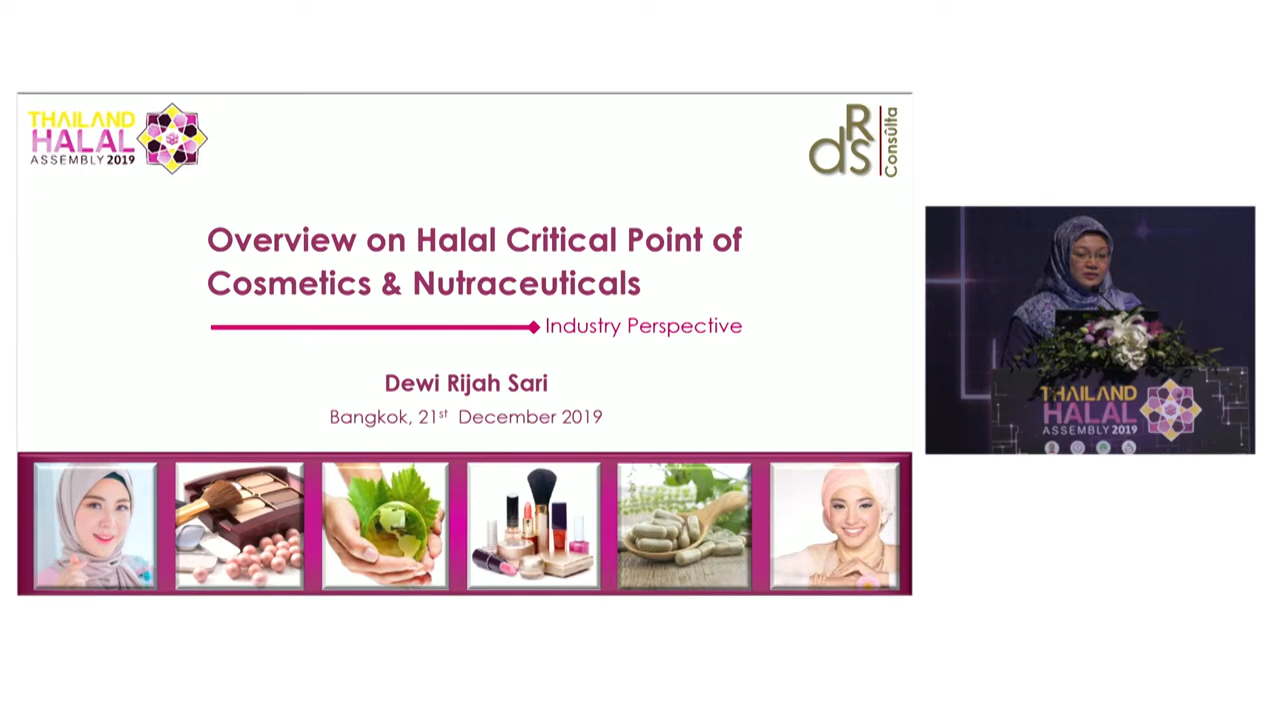 THAILAND
HALAL
ASSEMBLY 2019
dRs
Consûlta
Overview on Halal Critical Point of
Cosmetics & Nutraceuticals
Industry Perspective
Dewi Rijah Sari
Bangkok, 21st December 2019
THAILAND
HALAL
ASSEMBLY 2019